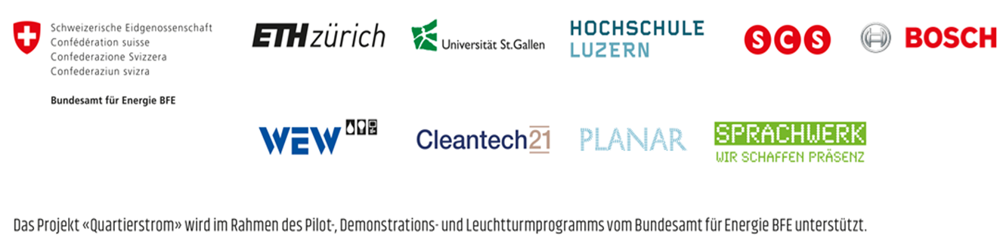 Schweizerische Eidgenossenschaft
Confédération suisse
Confederazione Svizzera
Confederaziun svizra
Bundesamt für Energie BFE
ETH zürich
Universität St.Gallen
HOCHSCHULE
LUZERN
SCS
BOSCH
WEW
Cleantech21
PLANAR
SPRACHWERK
WIR SCHAFFEN PRÄSENZ
Das Projekt «Quartierstrom» wird im Rahmen des Pilot-, Demonstrations- und Leuchtturmprogramms vom Bundesamt für Energie BFE unterstützt.